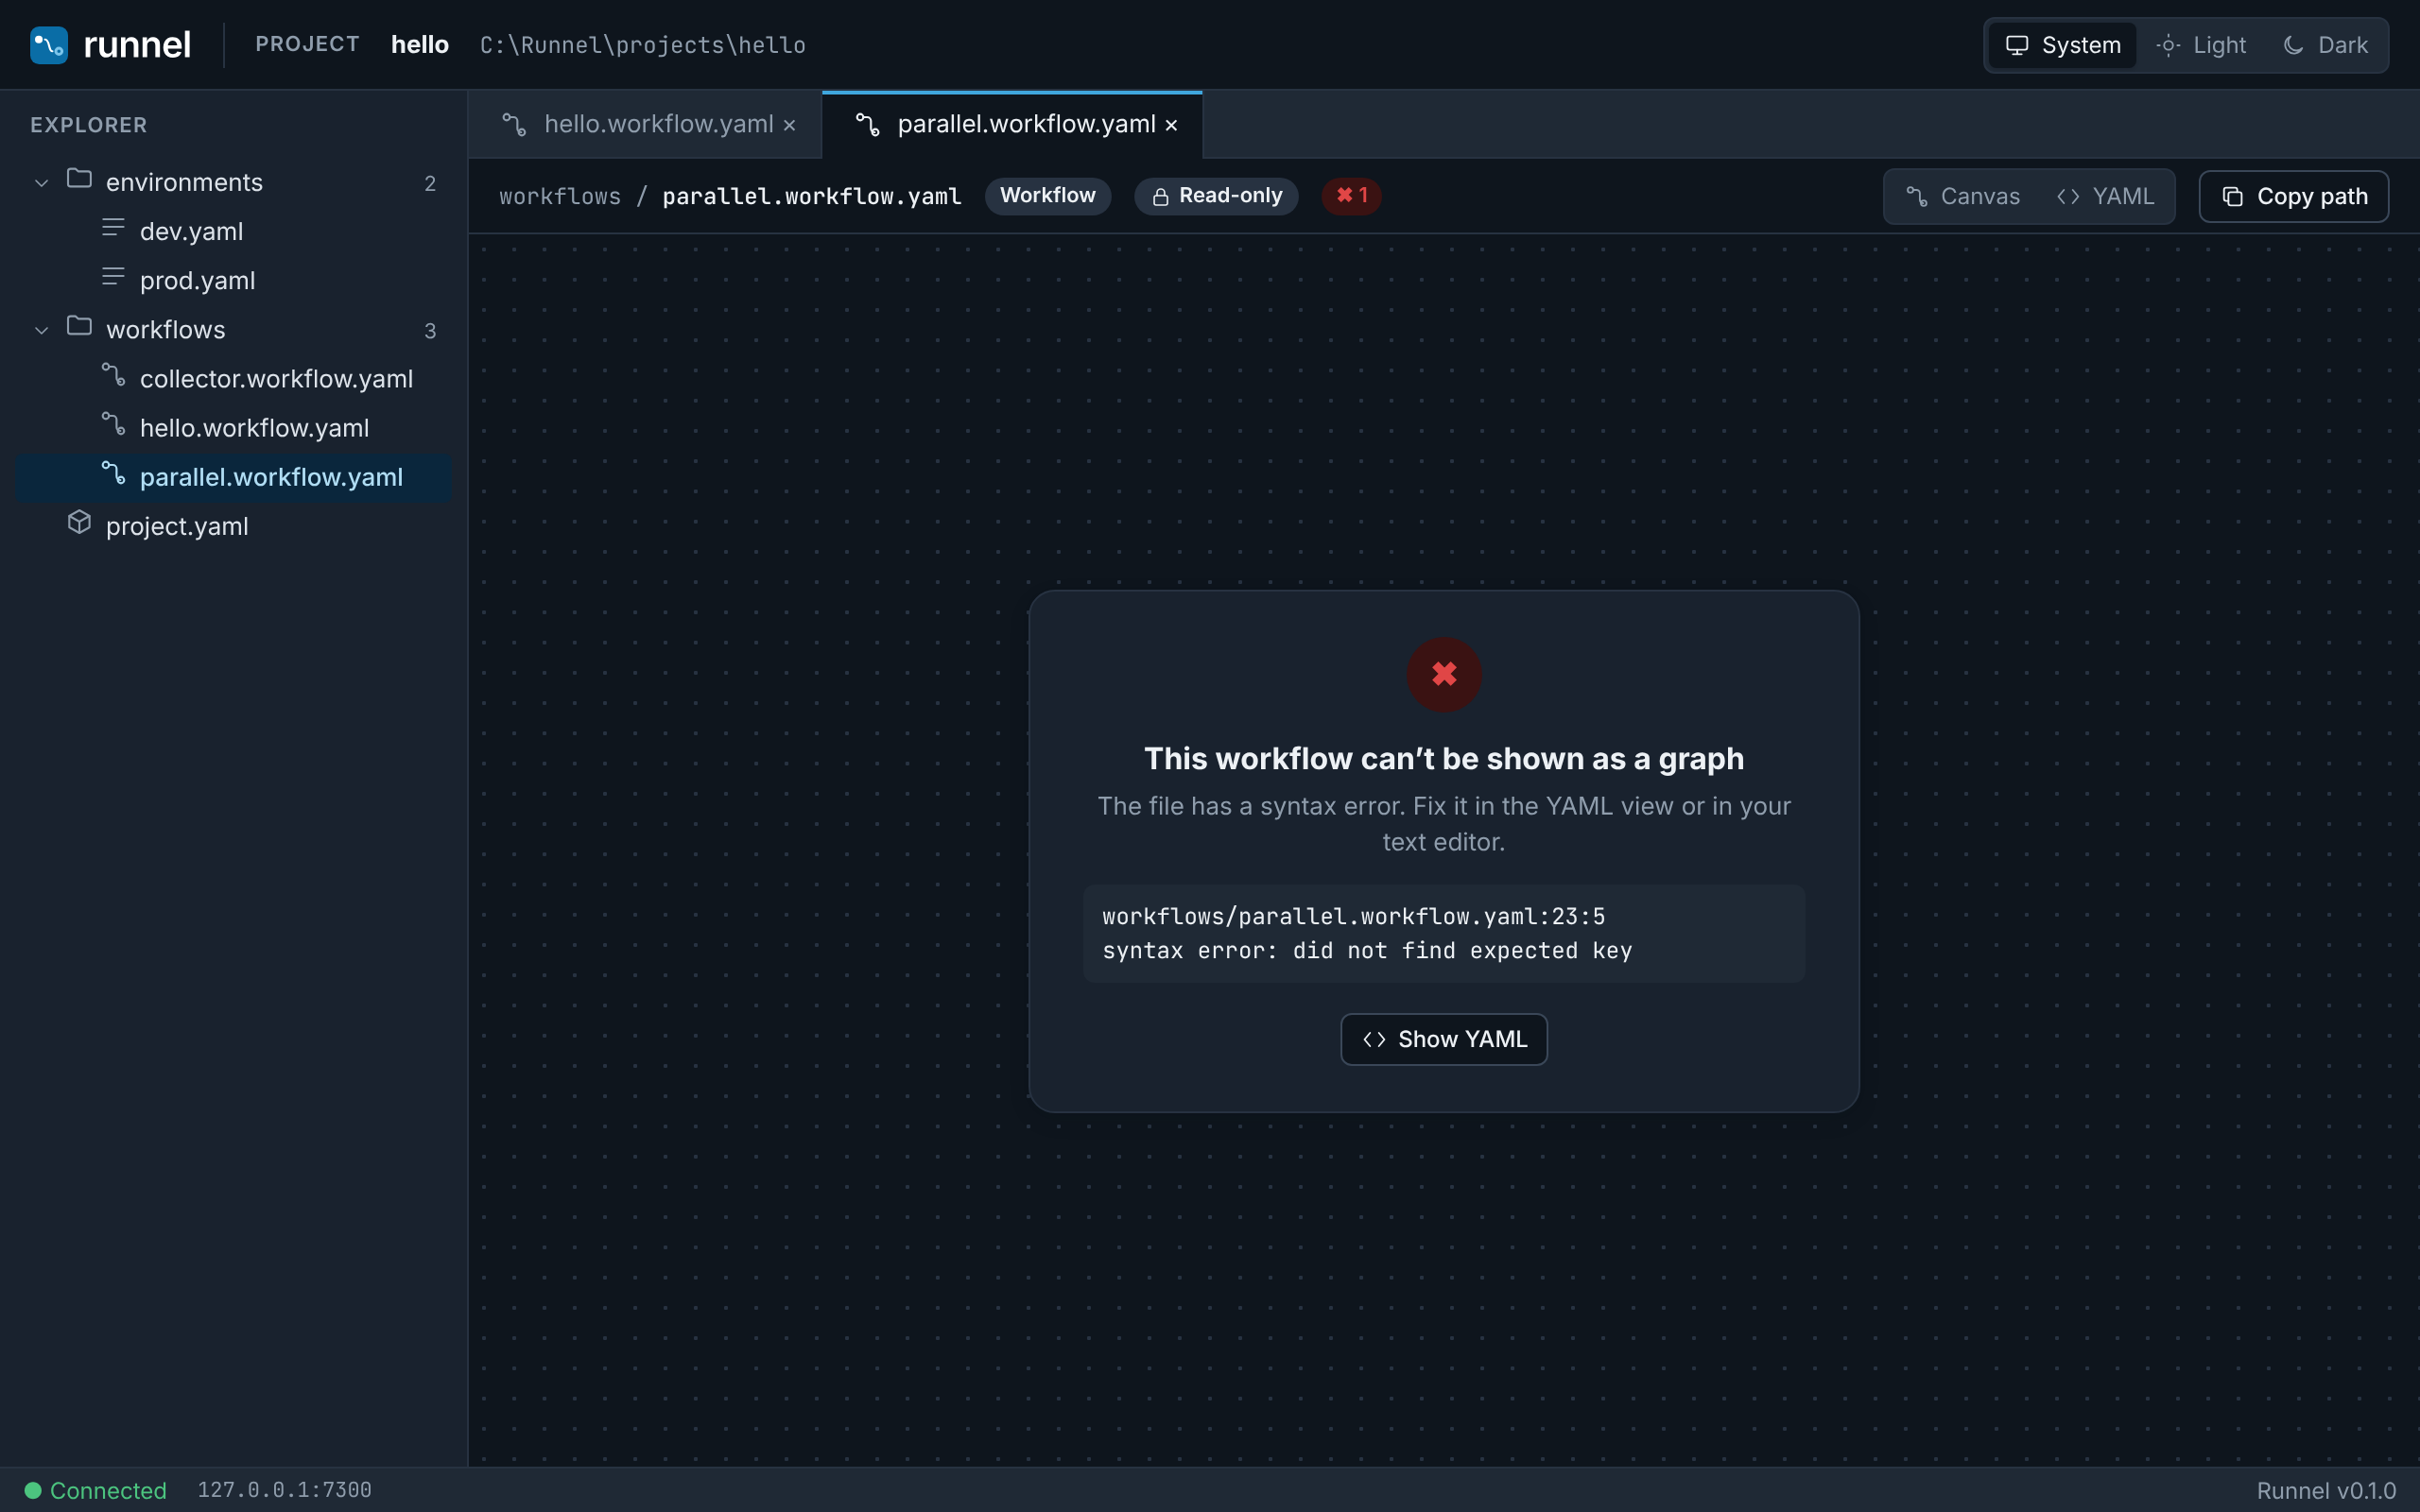 runnel PROJECT hello C:\Runnel\projects\hello System Light Dark
EXPLORER
environments 2
dev.yaml
prod.yaml
workflows 3
collector.workflow.yaml
hello.workflow.yaml
parallel.workflow.yaml
project.yaml
hello.workflow.yaml × parallel.workflow.yaml ×
workflows / parallel.workflow.yaml Workflow Read-only ✖ 1 Canvas YAML Copy path
This workflow can’t be shown as a graph
The file has a syntax error. Fix it in the YAML view or in your
text editor.
workflows/parallel.workflow.yaml:23:5
syntax error: did not find expected key
Show YAML
Connected 127.0.0.1:7300 Runnel v0.1.0